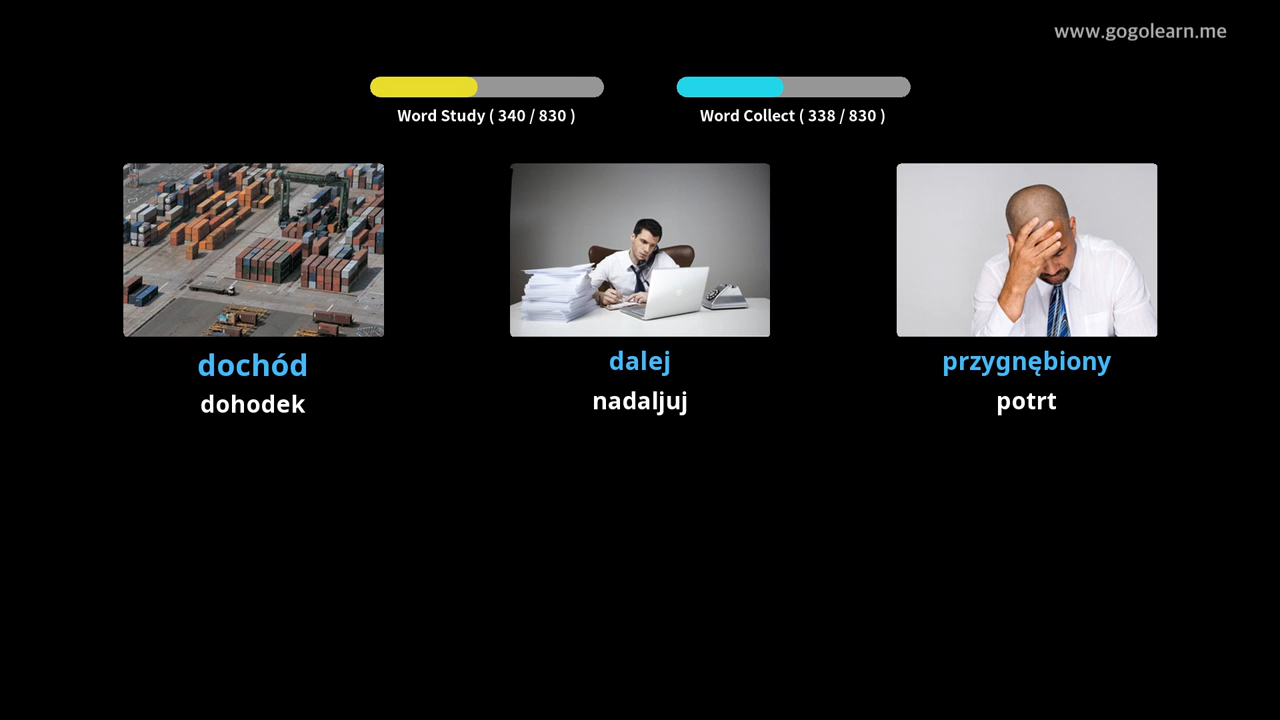 www.gogolearn.me
Word Study ( 340 / 830 )
Word Collect ( 338 / 830 )
dochód
dohodek
dalej
nadaljuj
przygnębiony
potrt